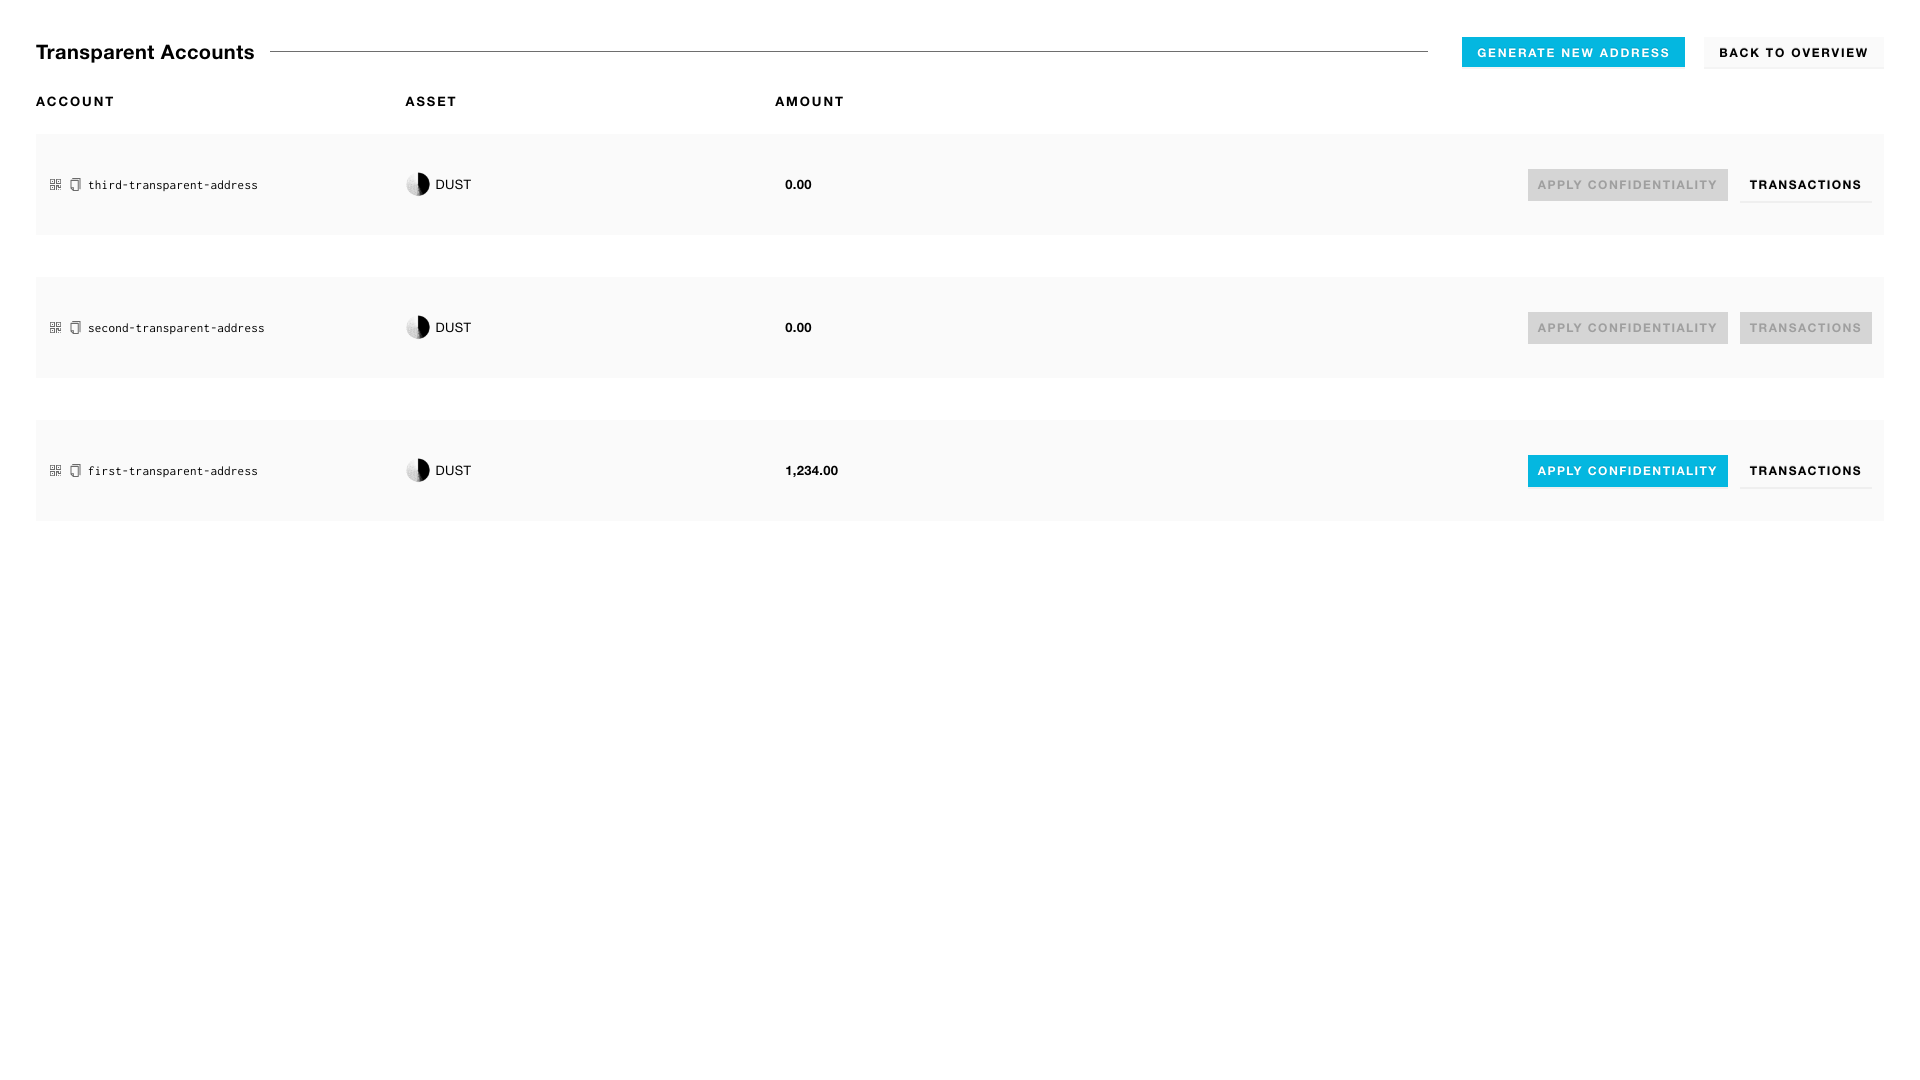 Transparent Accounts
GENERATE NEW ADDRESS
BACK TO OVERVIEW
ACCOUNT ASSET AMOUNT
third-transparent-address DUST 0.00 APPLY CONFIDENTIALITY TRANSACTIONS
second-transparent-address DUST 0.00 APPLY CONFIDENTIALITY TRANSACTIONS
first-transparent-address DUST 1,234.00 APPLY CONFIDENTIALITY TRANSACTIONS